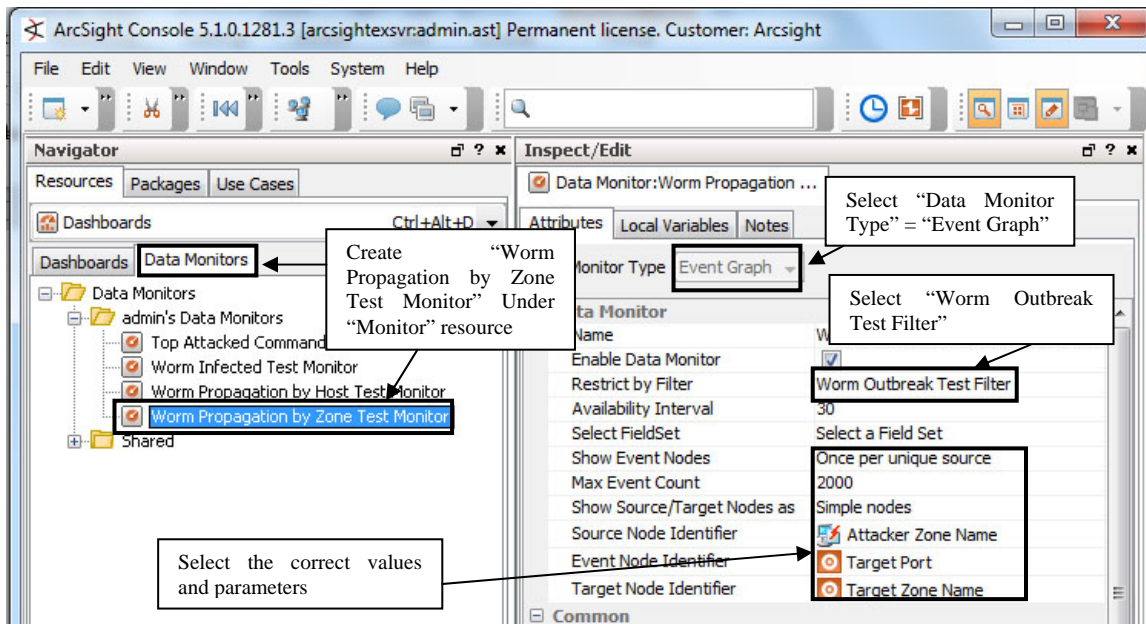 ArcSight Console 5.1.0.1281.3 [arcsightexsvr:admin.ast] Permanent license. Customer: Arcsight
File Edit View Window Tools System Help
Navigator
Resources Packages Use Cases
Dashboards Ctrl+Alt+D
Dashboards Data Monitors
Data Monitors
admin's Data Monitors
Top Attacked Command
Worm Infected Test Monitor
Worm Propagation by Host Test Monitor
Worm Propagation by Zone Test Monitor
Shared
Create “Worm
Propagation by Zone
Test Monitor” Under
“Monitor” resource
Select the correct values
and parameters
Inspect/Edit
Data Monitor:Worm Propagation ...
Attributes Local Variables Notes
Select “Data Monitor
Type” = “Event Graph”
Monitor Type Event Graph
Select “Worm Outbreak
Test Filter”
ta Monitor
Name W
Enable Data Monitor
Restrict by Filter Worm Outbreak Test Filter
Availability Interval 30
Select FieldSet Select a Field Set
Show Event Nodes Once per unique source
Max Event Count 2000
Show Source/Target Nodes as Simple nodes
Source Node Identifier Attacker Zone Name
Event Node Identifier Target Port
Target Node Identifier Target Zone Name
Common